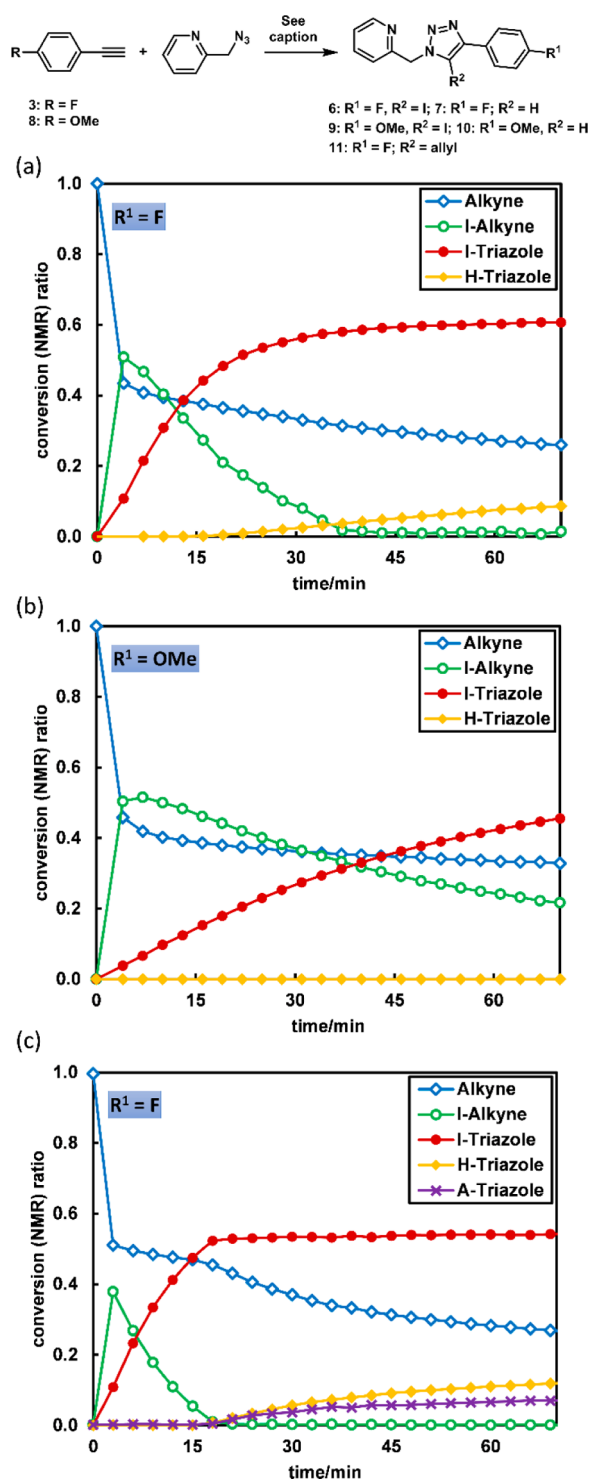 R
+
N
N₃
See
caption
N
N
N=N
R²
R¹
3: R = F
8: R = OMe
6: R¹ = F, R² = I; 7: R¹ = F; R² = H
9: R¹ = OMe, R² = I; 10: R¹ = OMe, R² = H
11: R¹ = F; R² = allyl
(a)
R¹ = F
Alkyne
I-Alkyne
I-Triazole
H-Triazole
1.0
0.8
0.6
0.4
0.2
0.0
conversion (NMR) ratio
0 15 30 45 60
time/min
(b)
R¹ = OMe
Alkyne
I-Alkyne
I-Triazole
H-Triazole
1.0
0.8
0.6
0.4
0.2
0.0
conversion (NMR) ratio
0 15 30 45 60
time/min
(c)
R¹ = F
Alkyne
I-Alkyne
I-Triazole
H-Triazole
A-Triazole
1.0
0.8
0.6
0.4
0.2
0.0
conversion (NMR) ratio
0 15 30 45 60
time/min